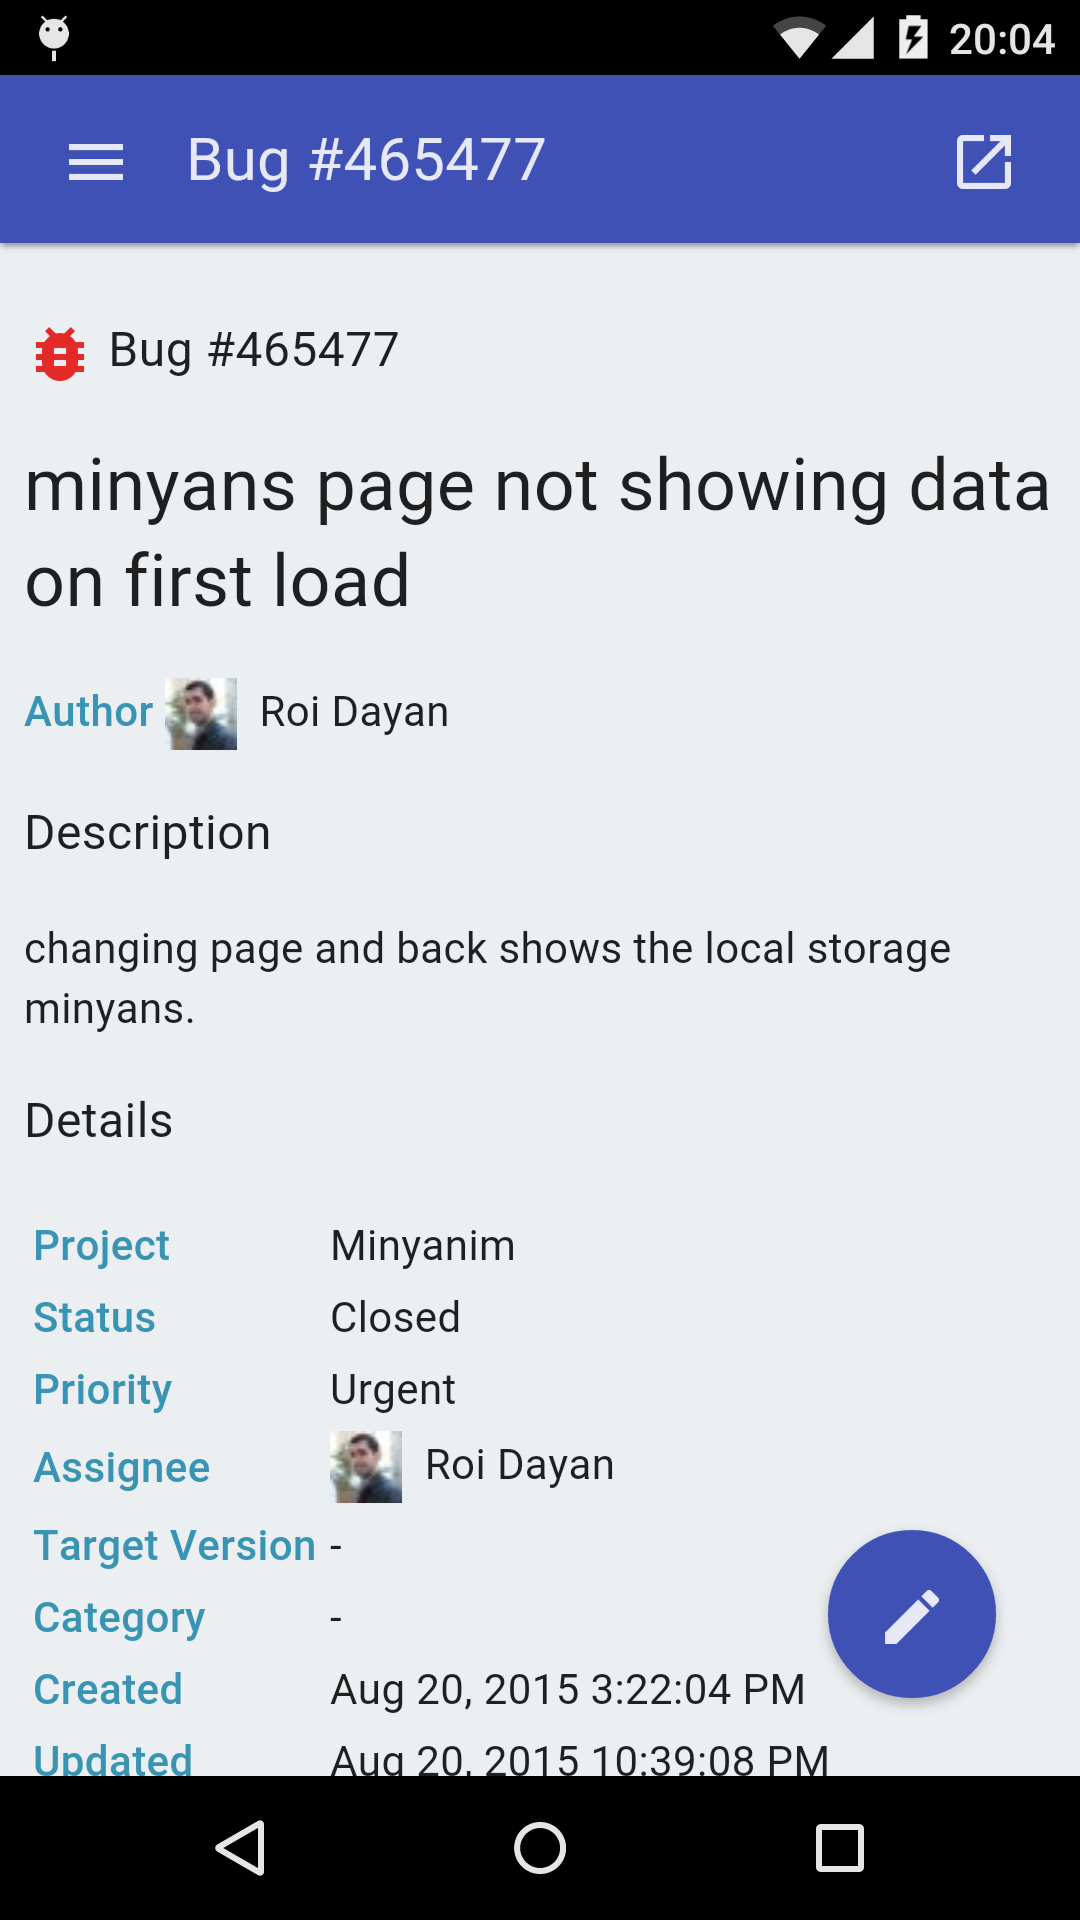 20:04
Bug #465477
Bug #465477
minyans page not showing data
on first load
Author Roi Dayan
Description
changing page and back shows the local storage
minyans.
Details
Project Minyanim
Status Closed
Priority Urgent
Assignee Roi Dayan
Target Version -
Category -
Created Aug 20, 2015 3:22:04 PM
Updated Aug 20, 2015 10:39:08 PM